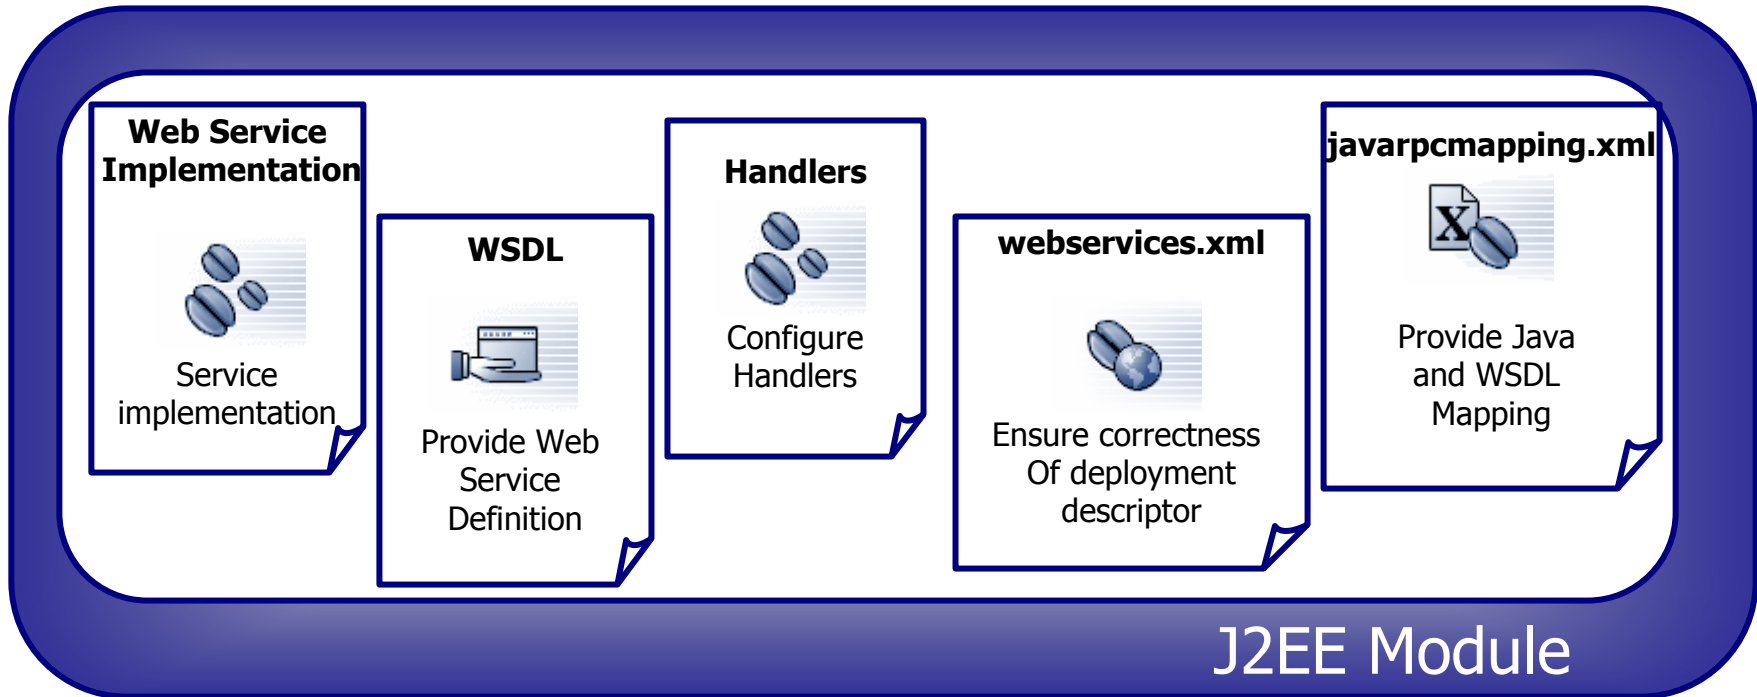 Web Service
Implementation
Service
implementation
WSDL
Provide Web
Service
Definition
Handlers
Configure
Handlers
webservices.xml
Ensure correctness
Of deployment
descriptor
javarpcmapping.xml
X
Provide Java
and WSDL
Mapping
J2EE Module